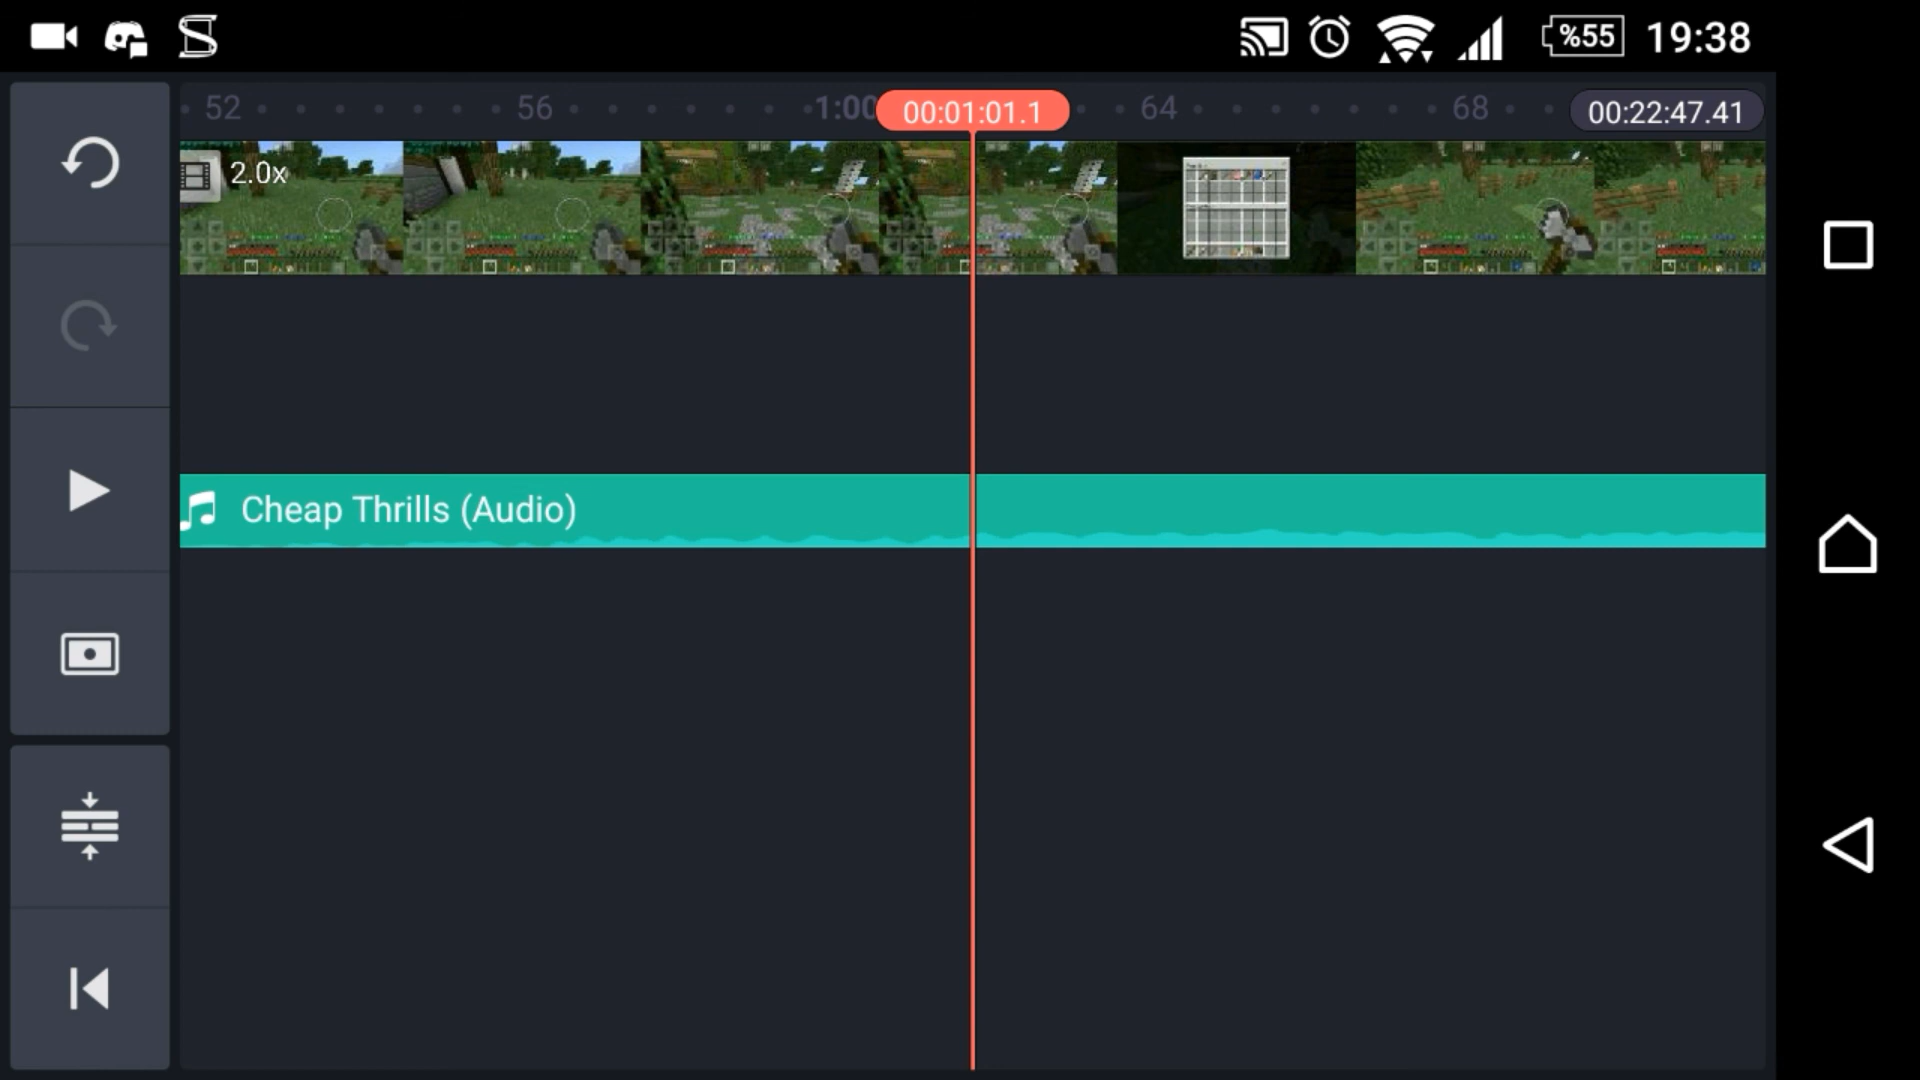 %55 19:38
52 56 1:00 00:01:01.1 64 68 00:22:47.41
2.0x
Cheap Thrills (Audio)